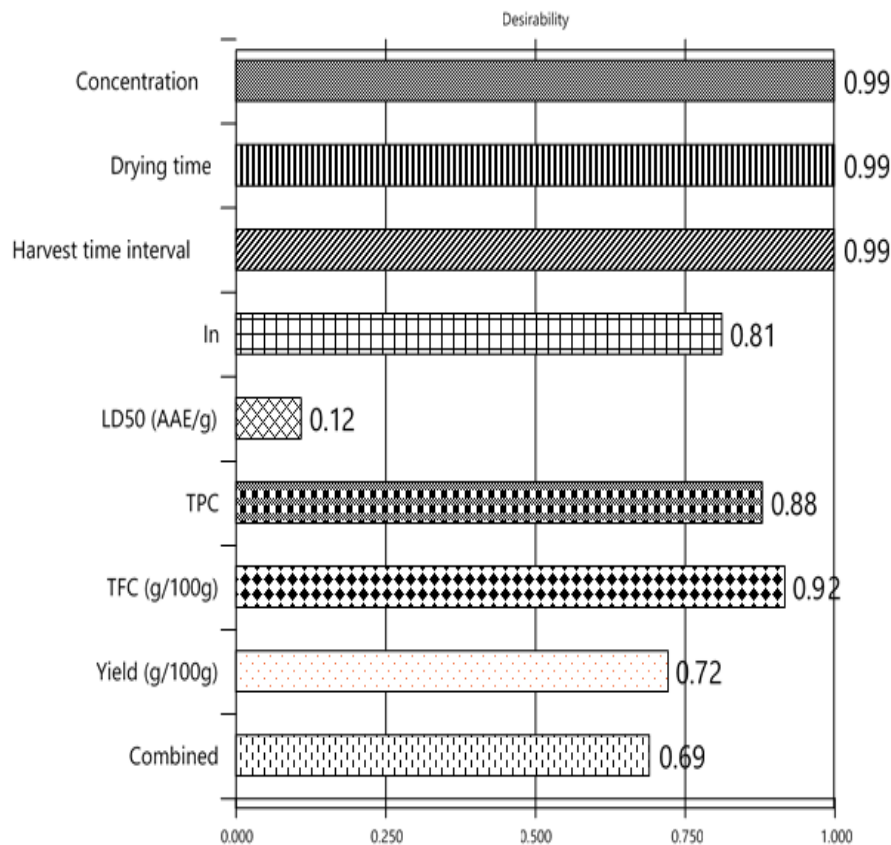 Desirability
Concentration 0.99
Drying time 0.99
Harvest time interval 0.99
In 0.81
LD50 (AAE/g) 0.12
TPC 0.88
TFC (g/100g) 0.92
Yield (g/100g) 0.72
Combined 0.69
0.000 0.250 0.500 0.750 1.000